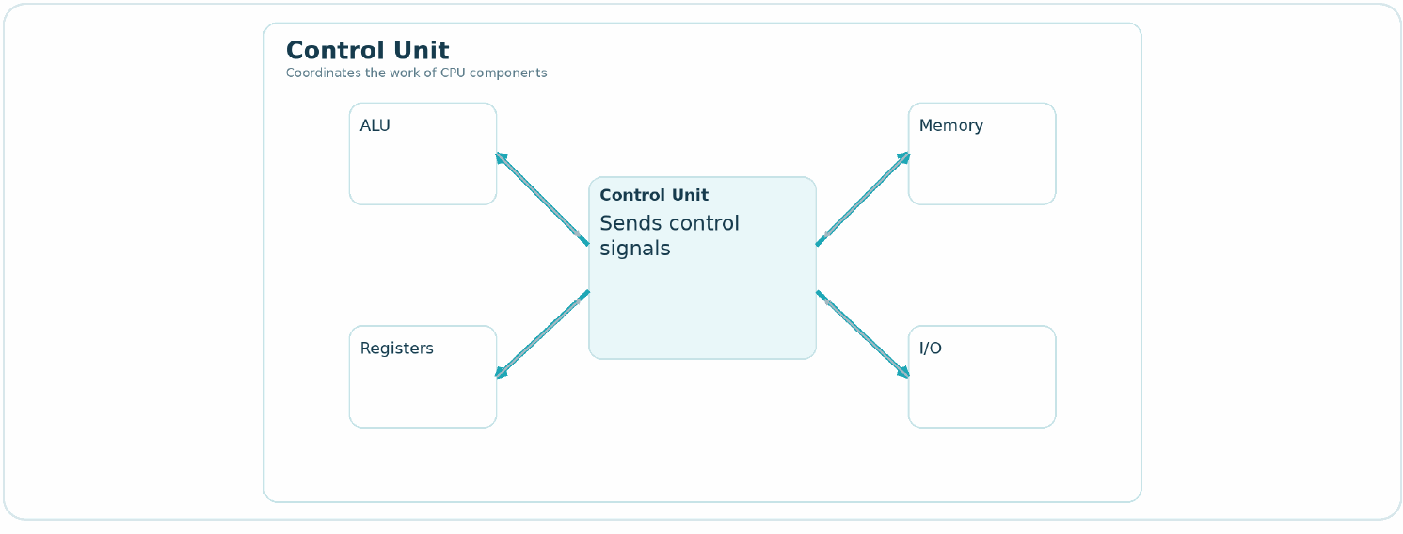 Control Unit
Coordinates the work of CPU components
ALU
Memory
Control Unit
Sends control
signals
Registers
I/O